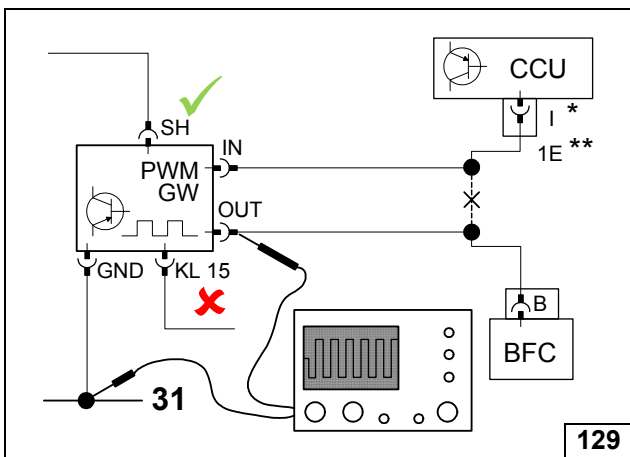 CCU
I *
1E **
SH
IN
PWM
GW
OUT
GND
KL 15
B
BFC
31
129